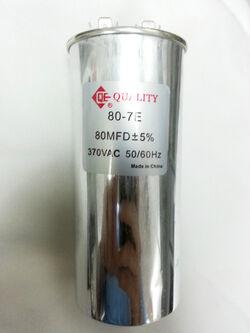 QE QUALITY
®
80-7E
80MFD±5%
370VAC 50/60Hz
Made in China